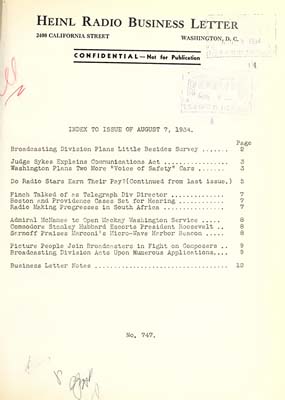 HEINL RADIO BUSINESS LETTER
2400 CALIFORNIA STREET WASHINGTON, D. C.
CONFIDENTIAL—Not for Publication
INDEX TO ISSUE OF AUGUST 7, 1934.
Page
Broadcasting Division Plans Little Besides Survey ...... 2
Judge Sykes Explains Communications Act ................ 3
Washington Plans Two More "Voice of Safety" Cars ....... 3
Do Radio Stars Earn Their Pay?(Continued from last issue.) 5
Finch Talked of as Telegraph Div Director ............. 7
Boston and Providence Cases Set for Hearing ............ 7
Radio Making Progresses in South Africa ............... 7
Admiral McNamee to Open Mackay Washington Service ..... 8
Commodore Stanley Hubbard Escorts President Roosevelt .. 8
Sarnoff Praises Marconi's Micro-Wave Harbor Beacon ..... 8
Picture People Join Broadcasters in Fight on Composers .. 9
Broadcasting Division Acts Upon Numerous Applications.... 9
Business Letter Notes ................................. 10
No. 747.